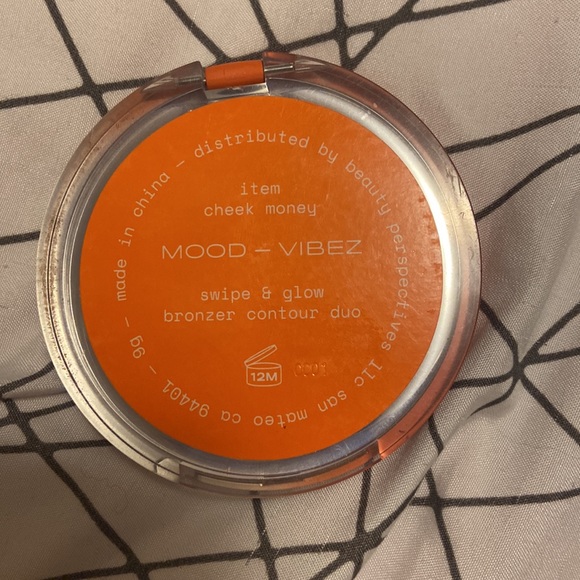 item
cheek money
MOOD – VIBEZ
swipe & glow
bronzer contour duo
12M
made in china – distributed by beauty perspectives llc san mateo ca 94401 – 9g –